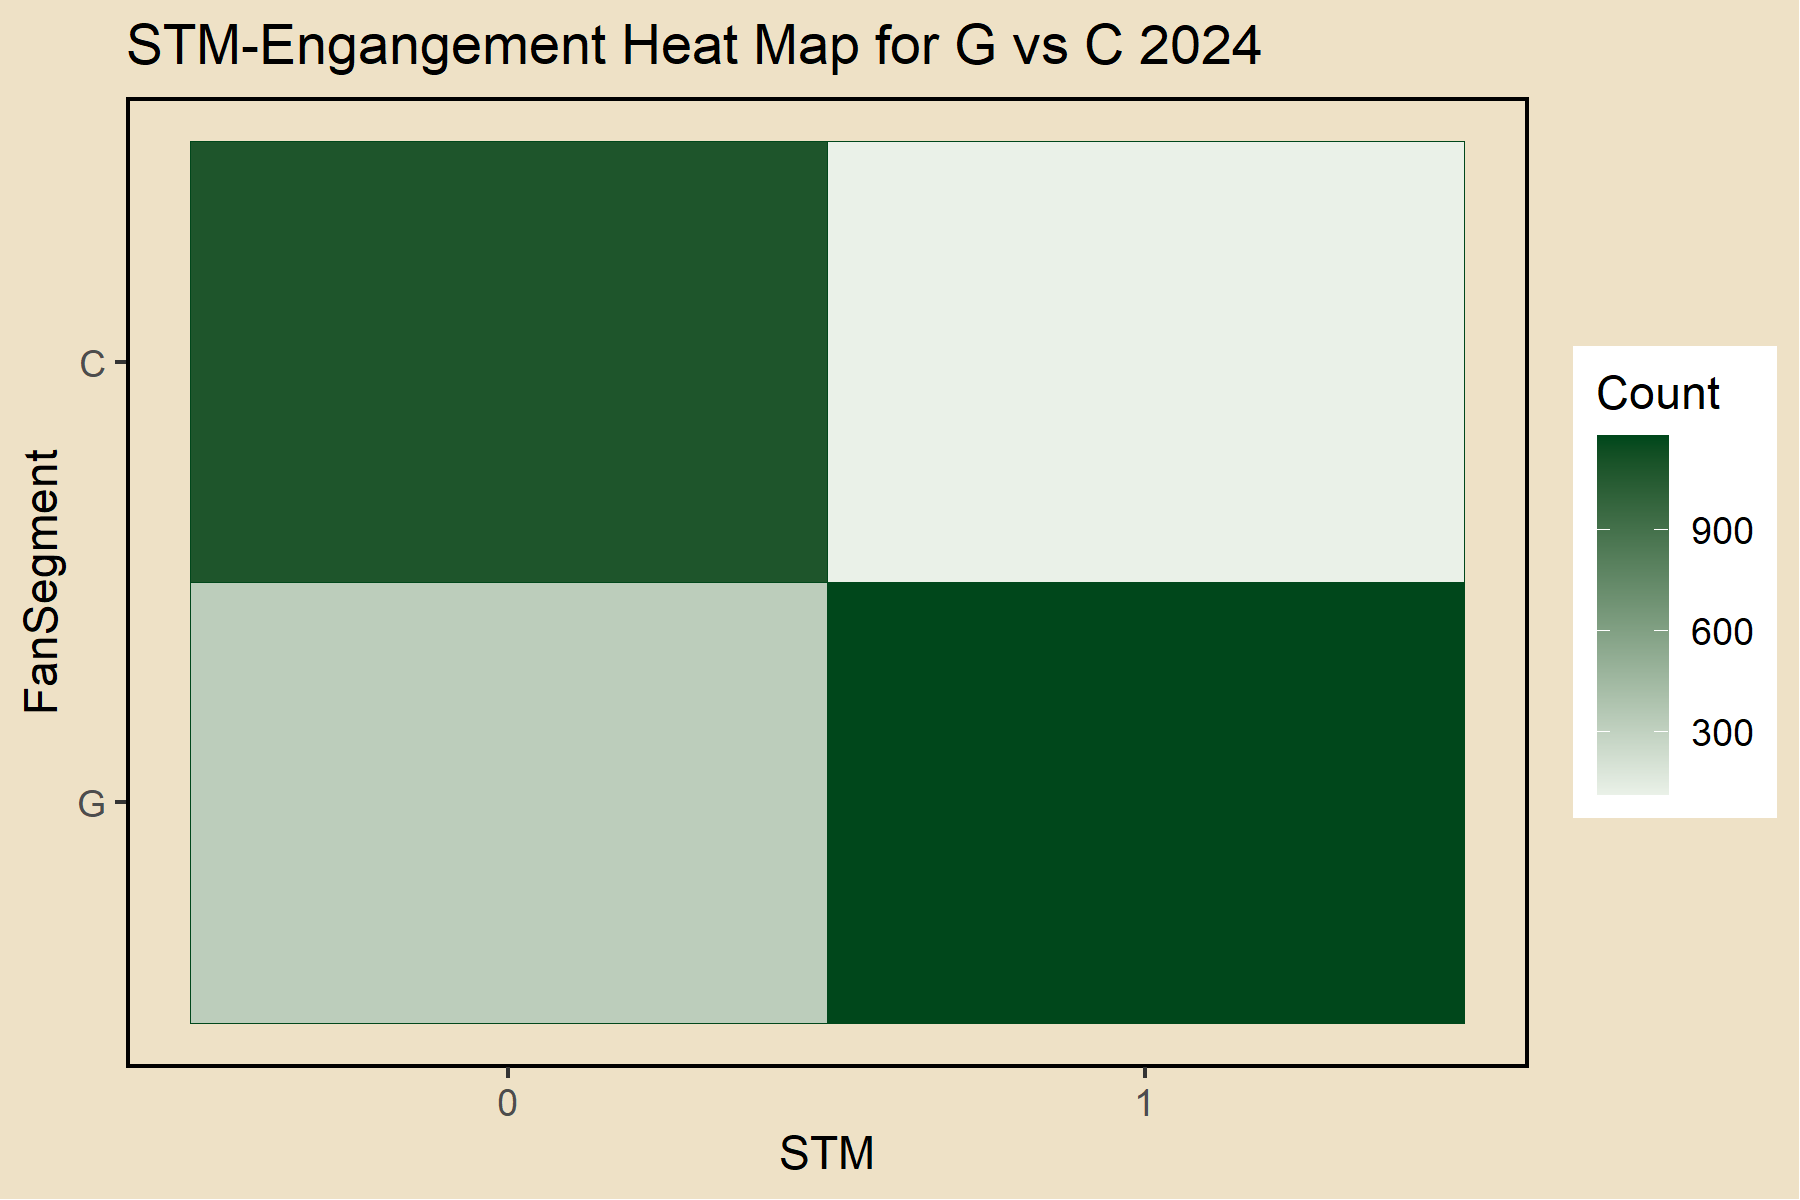 STM-Engangement Heat Map for G vs C 2024
FanSegment
C
G
0
1
STM
Count
900
600
300